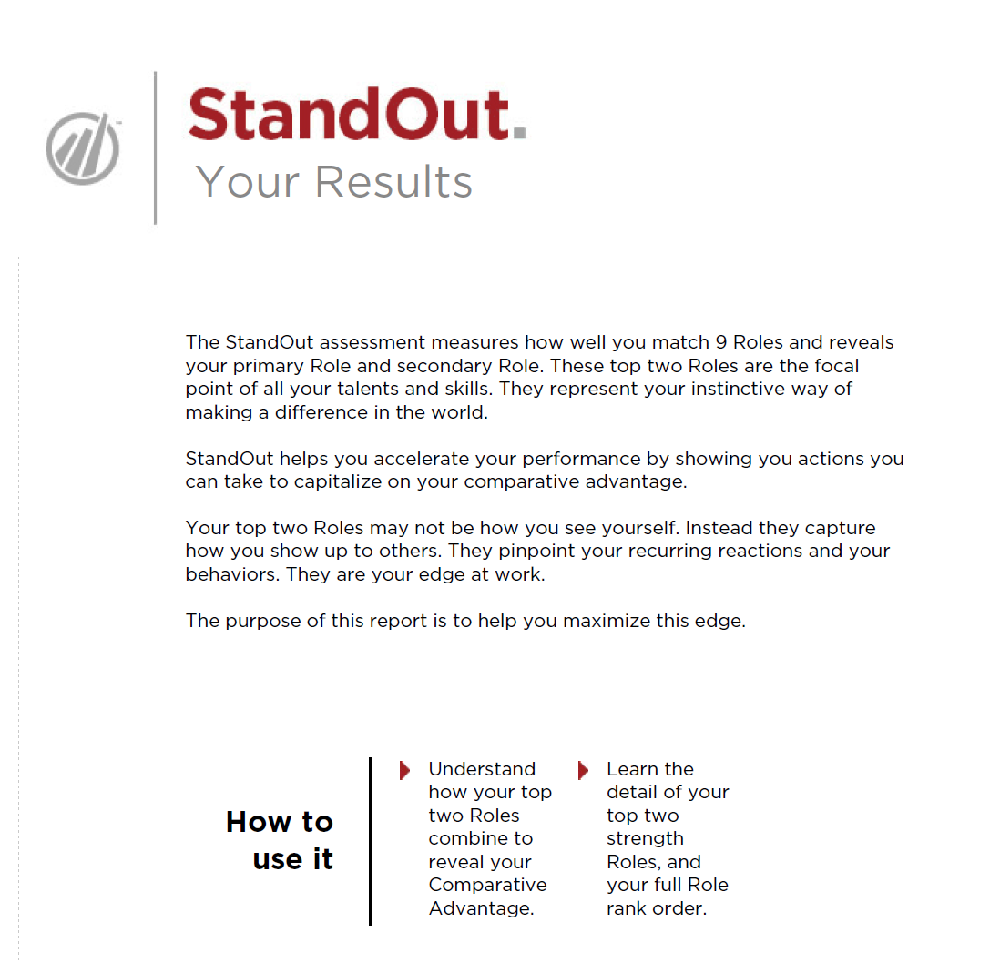 StandOut.
Your Results
The StandOut assessment measures how well you match 9 Roles and reveals
your primary Role and secondary Role. These top two Roles are the focal
point of all your talents and skills. They represent your instinctive way of
making a difference in the world.
StandOut helps you accelerate your performance by showing you actions you
can take to capitalize on your comparative advantage.
Your top two Roles may not be how you see yourself. Instead they capture
how you show up to others. They pinpoint your recurring reactions and your
behaviors. They are your edge at work.
The purpose of this report is to help you maximize this edge.
How to
use it
Understand
how your top
two Roles
combine to
reveal your
Comparative
Advantage.
Learn the
detail of your
top two
strength
Roles, and
your full Role
rank order.